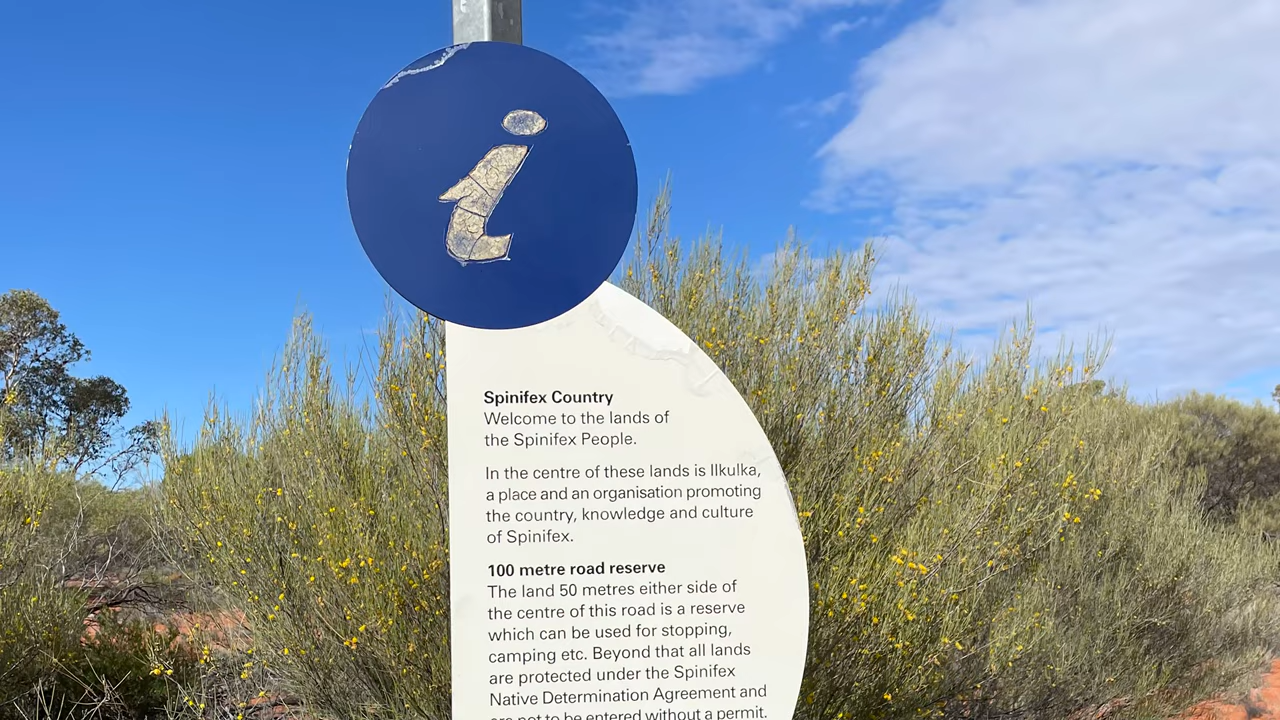 i
Spinifex Country
Welcome to the lands of
the Spinifex People.
In the centre of these lands is Ilkulka,
a place and an organisation promoting
the country, knowledge and culture
of Spinifex.
100 metre road reserve
The land 50 metres either side of
the centre of this road is a reserve
which can be used for stopping,
camping etc. Beyond that all lands
are protected under the Spinifex
Native Determination Agreement and
are not to be entered without a permit.